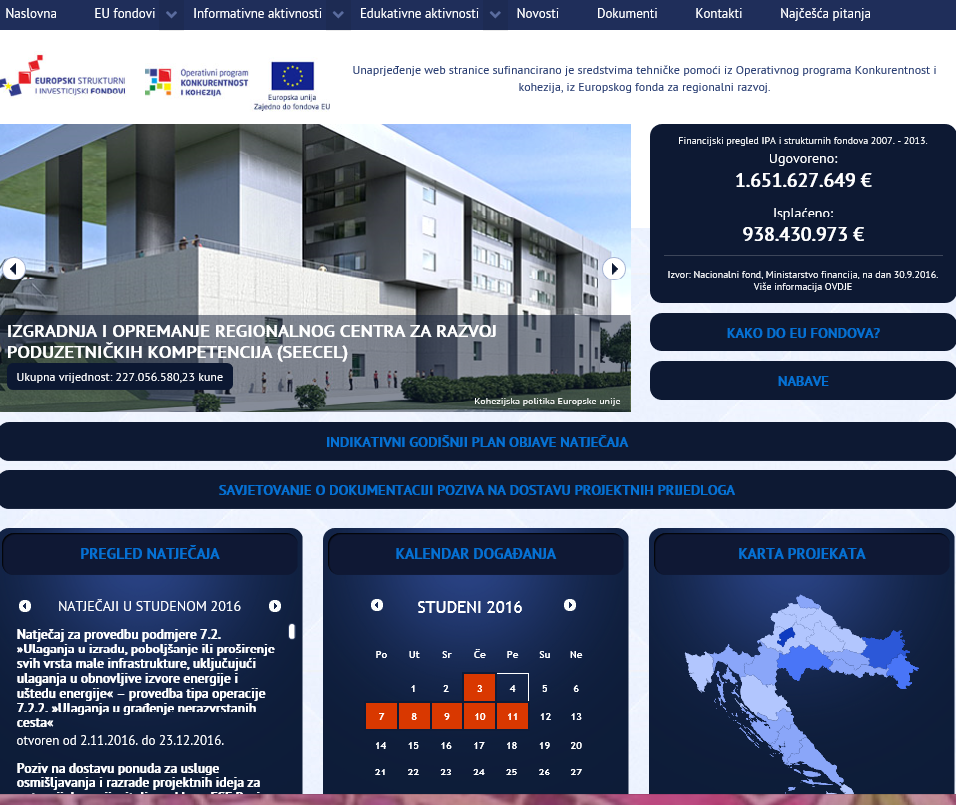 Naslovna EU fondovi Informativne aktivnosti Edukativne aktivnosti Novosti Dokumenti Kontakti Najčešća pitanja
EUROPSKI STRUKTURNI
I INVESTICIJSKI FONDOVI
Operativni program
KONKURENTNOST
I KOHEZIJA
Europska unija
Zajedno do fondova EU
Unaprjeđenje web stranice sufinancirano je sredstvima tehničke pomoći iz Operativnog programa Konkurentnost i
kohezija, iz Europskog fonda za regionalni razvoj.
IZGRADNJA I OPREMANJE REGIONALNOG CENTRA ZA RAZVOJ
PODUZETNIČKIH KOMPETENCIJA (SEECEL)
Ukupna vrijednost: 227.056.580,23 kune
Kohezijska politika Europske unije
Financijski pregled IPA i strukturnih fondova 2007. - 2013.
Ugovoreno:
1.651.627.649 €
Isplaćeno:
938.430.973 €
Izvor: Nacionalni fond, Ministarstvo financija, na dan 30.9.2016.
Više informacija OVDJE
KAKO DO EU FONDOVA?
NABAVE
INDIKATIVNI GODIŠNJI PLAN OBJAVE NATJEČAJA
SAVJETOVANJE O DOKUMENTACIJI POZIVA NA DOSTAVU PROJEKTNIH PRIJEDLOGA
PREGLED NATJEČAJA
NATJEČAJI U STUDENOM 2016
Natječaj za provedbu podmjere 7.2.
»Ulaganja u izradu, poboljšanje ili proširenje
svih vrsta male infrastrukture, uključujući
ulaganja u obnovljive izvore energije i
uštedu energije« – provedba tipa operacije
7.2.2. »Ulaganja u građenje nerazvrstanih
cesta«
otvoren od 2.11.2016. do 23.12.2016.
Poziv na dostavu ponuda za usluge
osmišljavanja i razrade projektnih ideja za
KALENDAR DOGAĐANJA
STUDENI 2016
Po Ut Sr Če Pe Su Ne
1 2 3 4 5 6
7 8 9 10 11 12 13
14 15 16 17 18 19 20
21 22 23 24 25 26 27
KARTA PROJEKATA